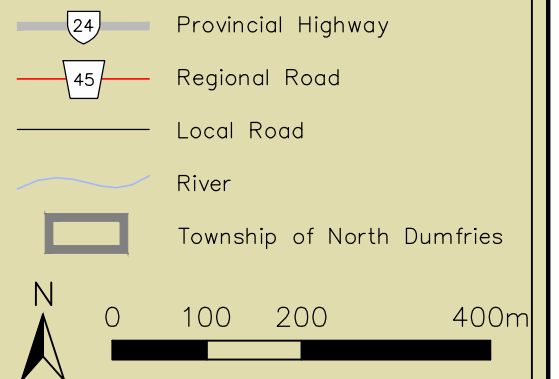 24 Provincial Highway
45 Regional Road
Local Road
River
Township of North Dumfries
N
0 100 200 400m